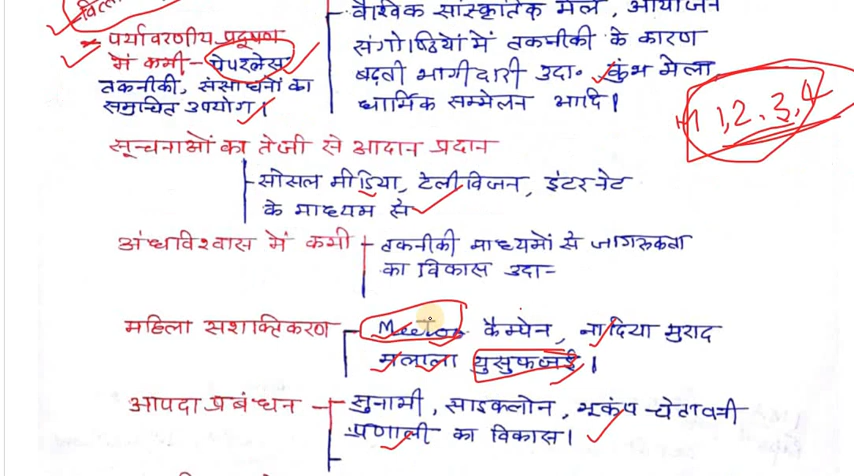 वैश्विक सांस्कृतिक मेले, आयोजन
पर्यावरणीय प्रदूषण
में कमी- पेपरलेस
तकनीकी, संसाधनों का
समुचित उपयोग।
संगोष्ठियों में तकनीकी के कारण
बढ़ती भागीदारी उदा॰ कुंभ मेला,
धार्मिक सम्मेलन आदि।
1,2,3,4
सूचनाओं का तेजी से आदान प्रदान
सोसल मीडिया, टेलीविजन, इंटरनेट
के माध्यम से
अंधविश्वास में कमी - तकनीकी माध्यमों से जागरुकता
का विकास उदा-
महिला सशक्तिकरण - Meetoo कैम्पेन, नादिया मुराद
मलाला युसुफजई।
आपदा प्रबंधन - सुनामी, साइक्लोन, भूकंप चेतावनी
प्रणाली का विकास।